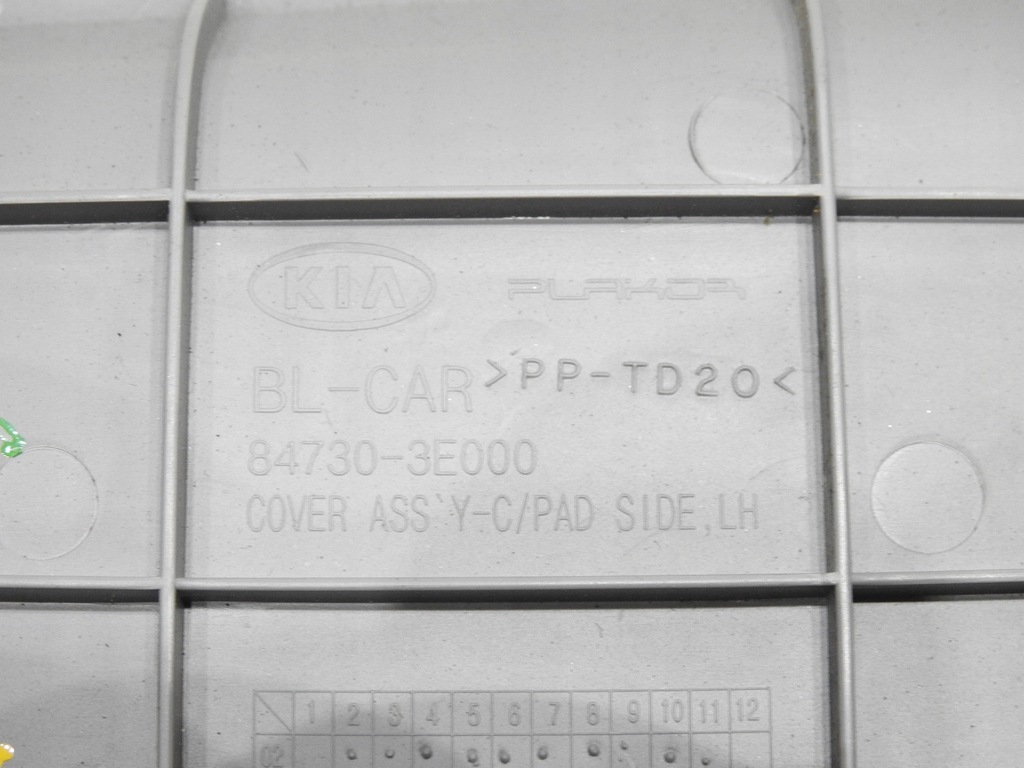 KIA PLAKOR
BL-CAR >PP-TD20<
84730-3E000
COVER ASS`Y-C/PAD SIDE,LH
1 2 3 4 5 6 7 8 9 10 11 12
02